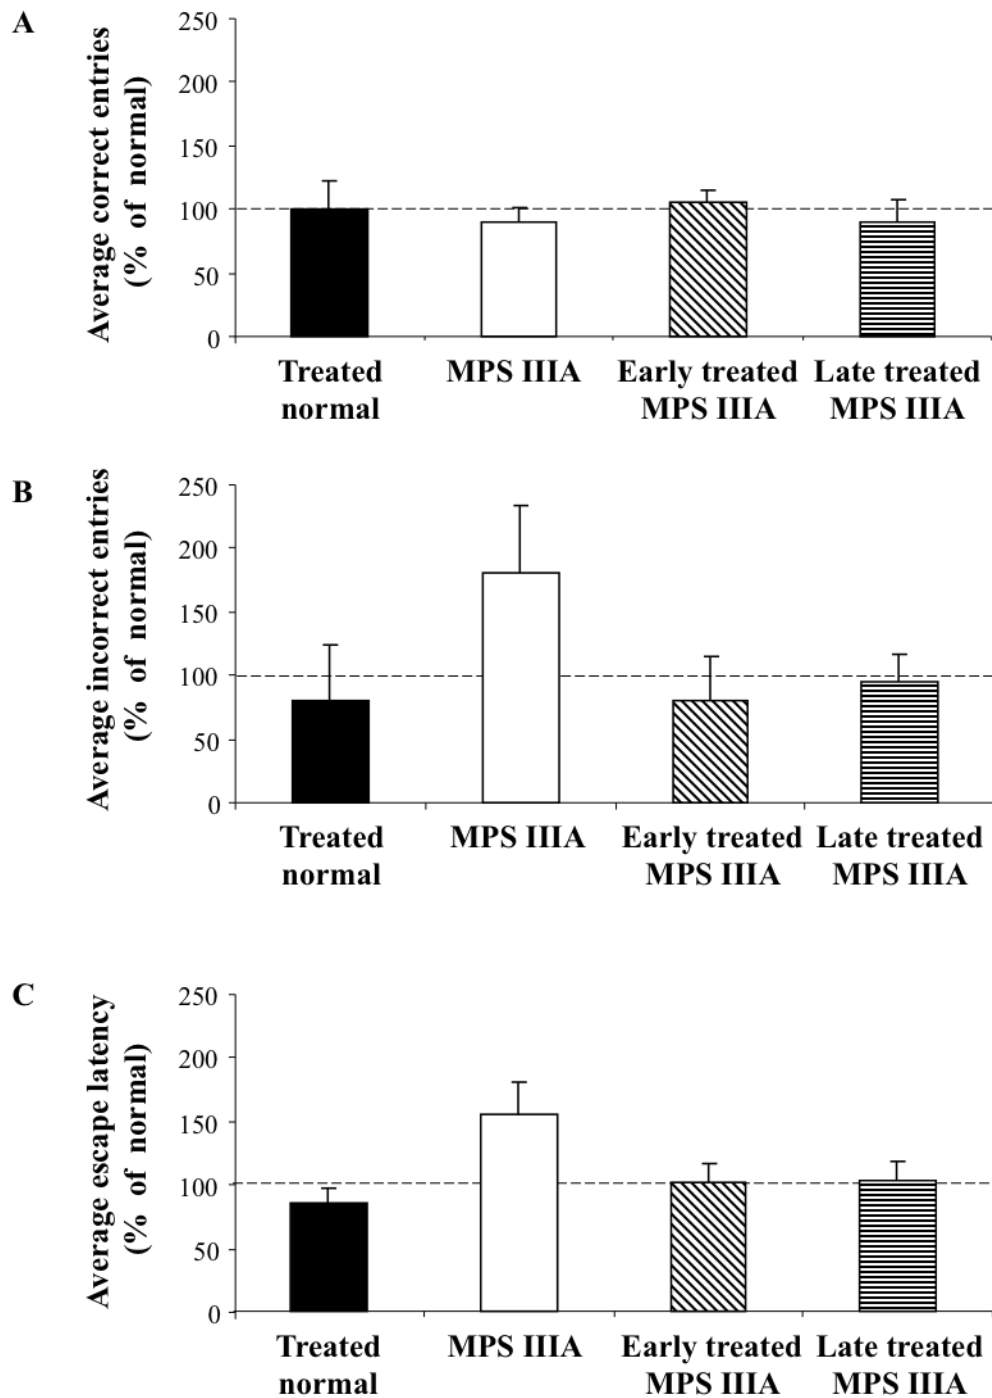 A
Average correct entries
(% of normal)
250
200
150
100
50
0
Treated
normal
MPS IIIA
Early treated
MPS IIIA
Late treated
MPS IIIA
B
Average incorrect entries
(% of normal)
250
200
150
100
50
0
Treated
normal
MPS IIIA
Early treated
MPS IIIA
Late treated
MPS IIIA
C
Average escape latency
(% of normal)
250
200
150
100
50
0
Treated
normal
MPS IIIA
Early treated
MPS IIIA
Late treated
MPS IIIA